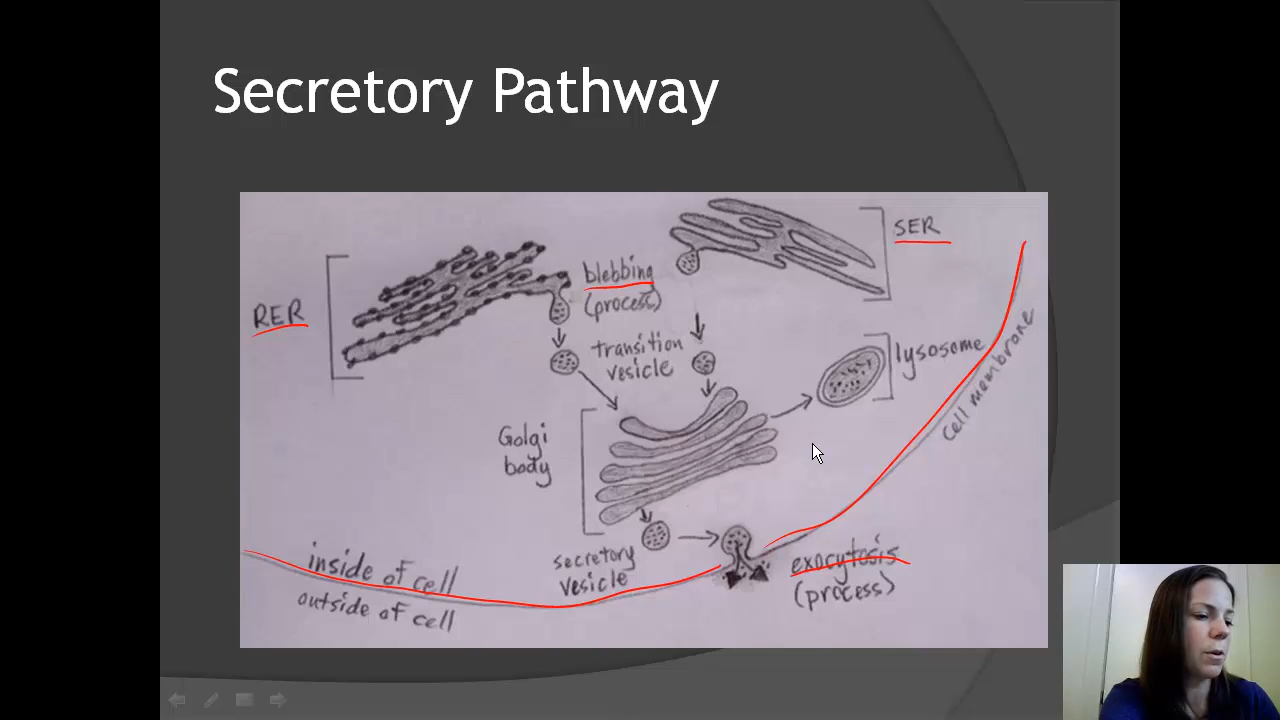 Secretory Pathway
SER
blebbing
(process)
RER
transition
vesicle
lysosome
cell membrane
Golgi
body
secretory
vesicle
exocytosis
(process)
inside of cell
outside of cell